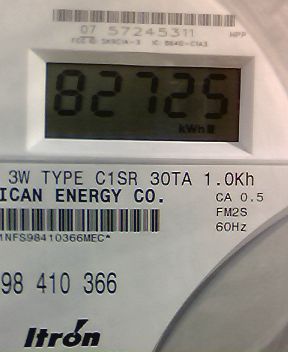 07 57245311
82725
kWh
3W TYPE C1SR 30TA 1.0Kh
ICAN ENERGY CO.
CA 0.5
FM2S
60Hz
1NFS98410366MEC*
98 410 366
Itron